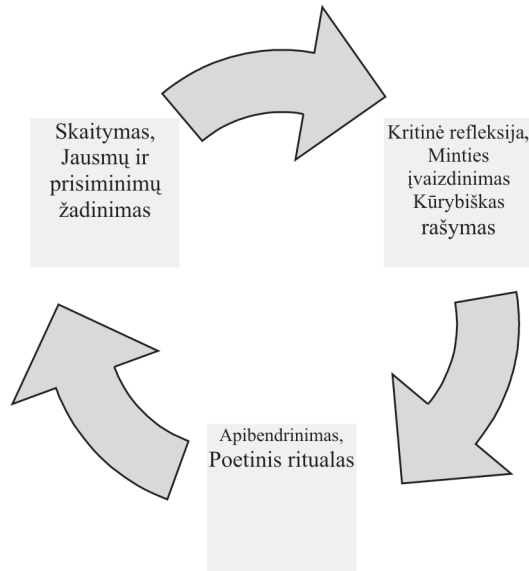 Skaitymas,
Jausmų ir
prisiminimų
žadinimas
Kritinė refleksija,
Minties
įvaizdinimas
Kūrybiškas
rašymas
Apibendrinimas,
Poetinis ritualas